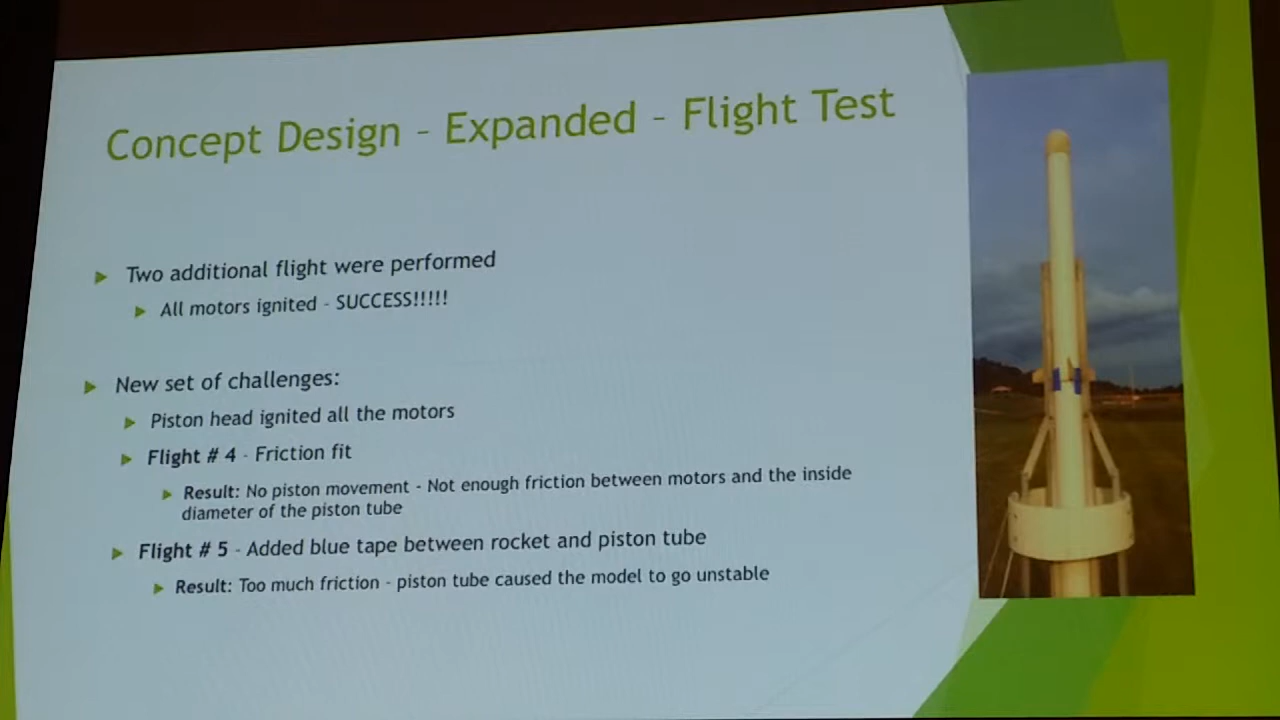 Concept Design - Expanded - Flight Test
Two additional flight were performed
All motors ignited - SUCCESS!!!!!
New set of challenges:
Piston head ignited all the motors
Flight # 4 - Friction fit
Result: No piston movement - Not enough friction between motors and the inside
diameter of the piston tube
Flight # 5 - Added blue tape between rocket and piston tube
Result: Too much friction - piston tube caused the model to go unstable